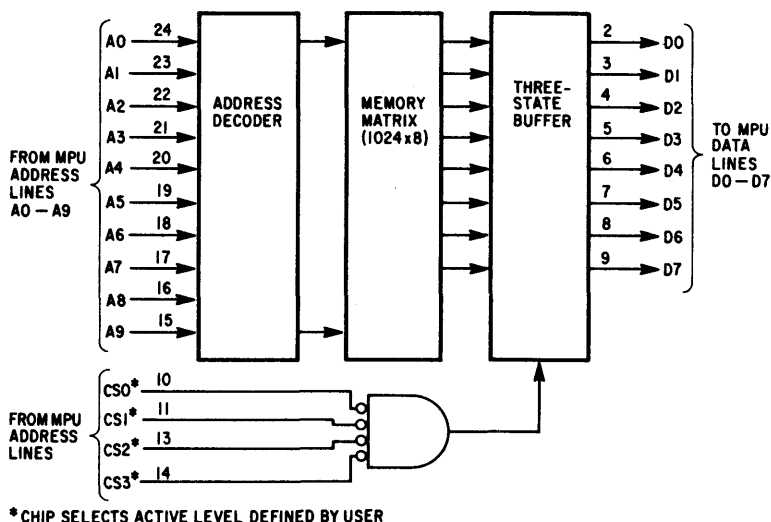 A0 24
A1 23
A2 22
A3 21
A4 20
A5 19
A6 18
A7 17
A8 16
A9 15
FROM MPU
ADDRESS
LINES
A0 – A9
ADDRESS
DECODER
MEMORY
MATRIX
(1024x8)
THREE-
STATE
BUFFER
2 D0
3 D1
4 D2
5 D3
6 D4
7 D5
8 D6
9 D7
TO MPU
DATA
LINES
D0 – D7
FROM MPU
ADDRESS
LINES
CS0* 10
CS1* 11
CS2* 13
CS3* 14
* CHIP SELECTS ACTIVE LEVEL DEFINED BY USER